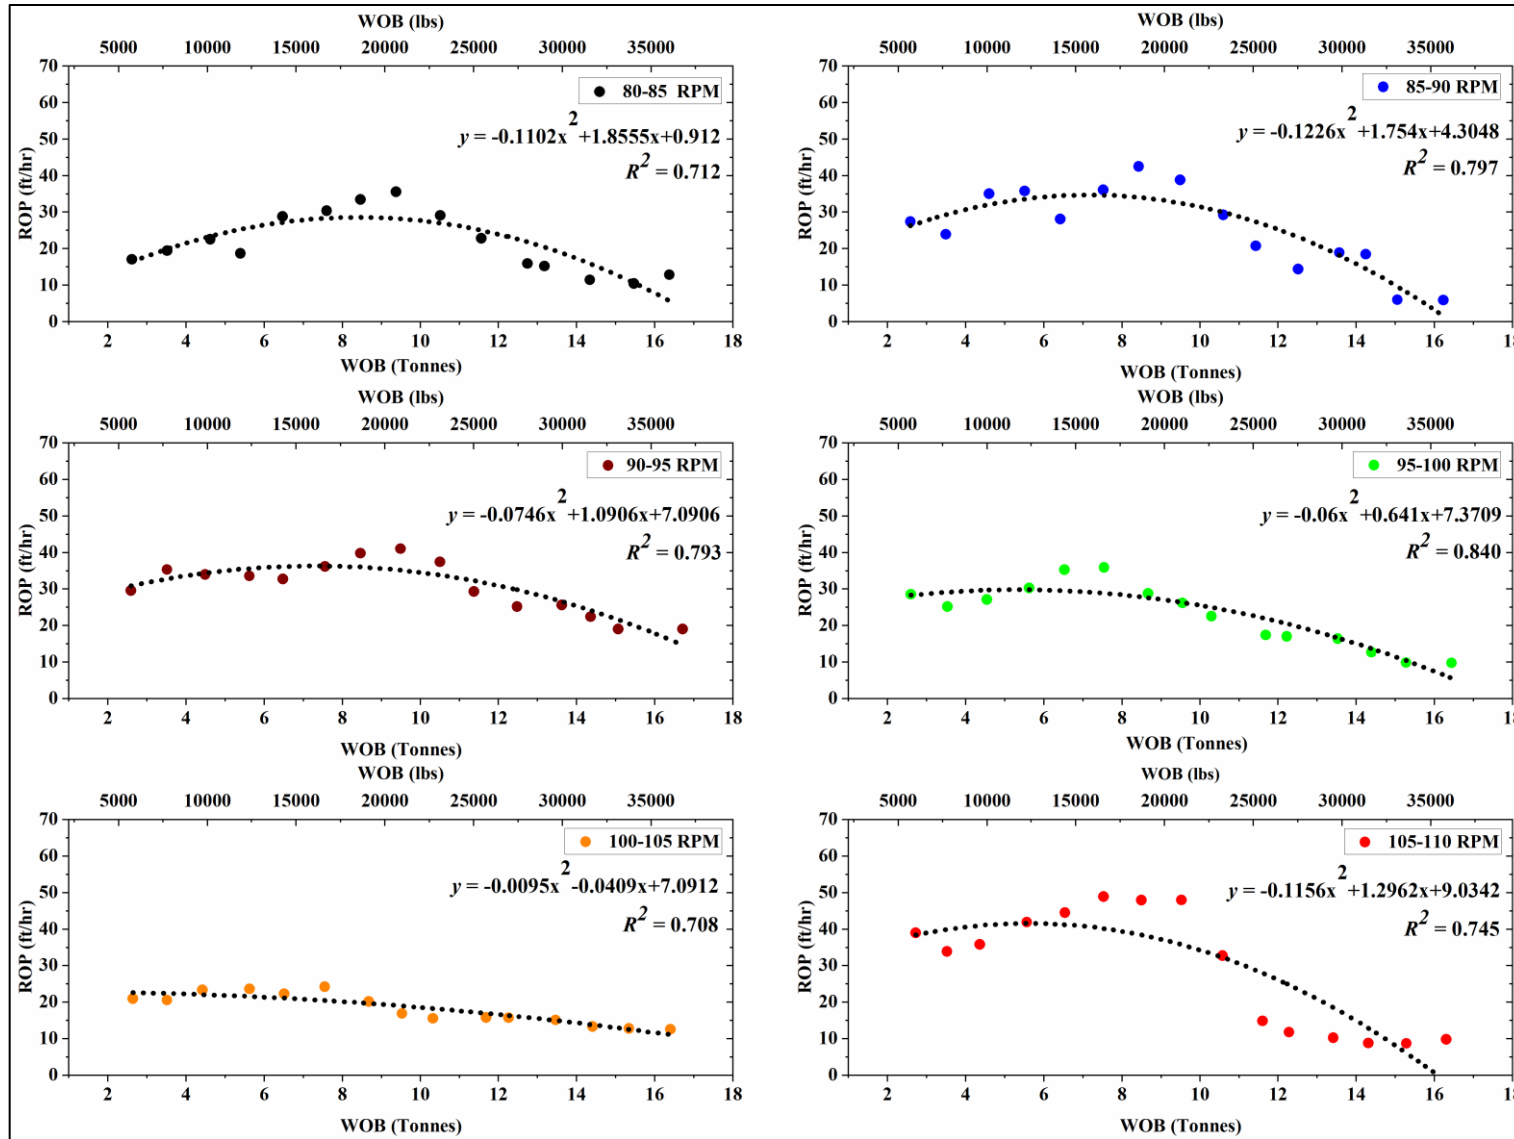 WOB (lbs)
5000 10000 15000 20000 25000 30000 35000
70
60
50
40
30
20
10
0
ROP (ft/hr)
80-85 RPM
y = -0.1102x2+1.8555x+0.912
R2 = 0.712
2 4 6 8 10 12 14 16 18
WOB (Tonnes)
WOB (lbs)
5000 10000 15000 20000 25000 30000 35000
70
60
50
40
30
20
10
0
ROP (ft/hr)
85-90 RPM
y = -0.1226x2+1.754x+4.3048
R2 = 0.797
2 4 6 8 10 12 14 16 18
WOB (Tonnes)
WOB (lbs)
5000 10000 15000 20000 25000 30000 35000
70
60
50
40
30
20
10
0
ROP (ft/hr)
90-95 RPM
y = -0.0746x2+1.0906x+7.0906
R2 = 0.793
2 4 6 8 10 12 14 16 18
WOB (Tonnes)
WOB (lbs)
5000 10000 15000 20000 25000 30000 35000
70
60
50
40
30
20
10
0
ROP (ft/hr)
95-100 RPM
y = -0.06x2+0.641x+7.3709
R2 = 0.840
2 4 6 8 10 12 14 16 18
WOB (Tonnes)
WOB (lbs)
5000 10000 15000 20000 25000 30000 35000
70
60
50
40
30
20
10
0
ROP (ft/hr)
100-105 RPM
y = -0.0095x2-0.0409x+7.0912
R2 = 0.708
2 4 6 8 10 12 14 16 18
WOB (Tonnes)
WOB (lbs)
5000 10000 15000 20000 25000 30000 35000
70
60
50
40
30
20
10
0
ROP (ft/hr)
105-110 RPM
y = -0.1156x2+1.2962x+9.0342
R2 = 0.745
2 4 6 8 10 12 14 16 18
WOB (Tonnes)